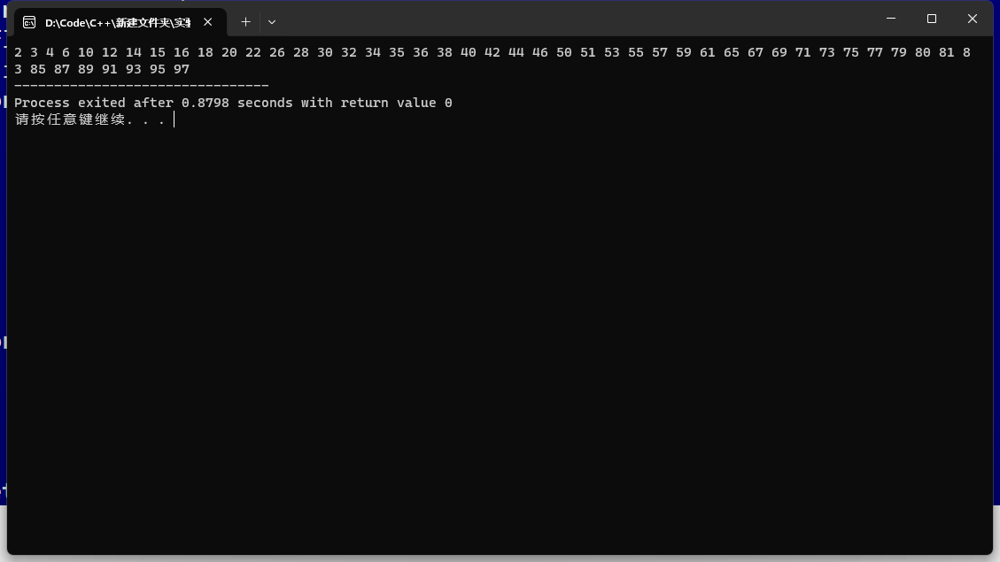 D:\Code\C++\新建文件夹\实
2 3 4 6 10 12 14 15 16 18 20 22 26 28 30 32 34 35 36 38 40 42 44 46 50 51 53 55 57 59 61 65 67 69 71 73 75 77 79 80 81 8
3 85 87 89 91 93 95 97
--------------------------------
Process exited after 0.8798 seconds with return value 0
请按任意键继续. . .